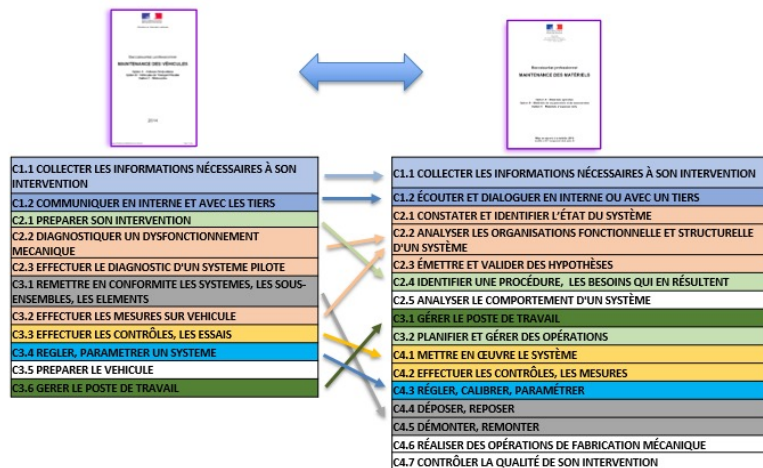 Baccalauréat professionnel
MAINTENANCE DES VÉHICULES
2014
Baccalauréat professionnel
MAINTENANCE DES MATÉRIELS
C1.1 COLLECTER LES INFORMATIONS NÉCESSAIRES À SON
INTERVENTION
C1.2 COMMUNIQUER EN INTERNE ET AVEC LES TIERS
C2.1 PREPARER SON INTERVENTION
C2.2 DIAGNOSTIQUER UN DYSFONCTIONNEMENT
MECANIQUE
C2.3 EFFECTUER LE DIAGNOSTIC D'UN SYSTEME PILOTE
C3.1 REMETTRE EN CONFORMITE LES SYSTEMES, LES SOUS-
ENSEMBLES, LES ELEMENTS
C3.2 EFFECTUER LES MESURES SUR VEHICULE
C3.3 EFFECTUER LES CONTRÔLES, LES ESSAIS
C3.4 REGLER, PARAMETRER UN SYSTEME
C3.5 PREPARER LE VEHICULE
C3.6 GERER LE POSTE DE TRAVAIL
C1.1 COLLECTER LES INFORMATIONS NÉCESSAIRES À SON INTERVENTION
C1.2 ÉCOUTER ET DIALOGUER EN INTERNE OU AVEC UN TIERS
C2.1 CONSTATER ET IDENTIFIER L'ÉTAT DU SYSTÈME
C2.2 ANALYSER LES ORGANISATIONS FONCTIONNELLE ET STRUCTURELLE
D'UN SYSTÈME
C2.3 ÉMETTRE ET VALIDER DES HYPOTHÈSES
C2.4 IDENTIFIER UNE PROCÉDURE, LES BESOINS QUI EN RÉSULTENT
C2.5 ANALYSER LE COMPORTEMENT D'UN SYSTÈME
C3.1 GÉRER LE POSTE DE TRAVAIL
C3.2 PLANIFIER ET GÉRER DES OPÉRATIONS
C4.1 METTRE EN ŒUVRE LE SYSTÈME
C4.2 EFFECTUER LES CONTRÔLES, LES MESURES
C4.3 RÉGLER, CALIBRER, PARAMÉTRER
C4.4 DÉPOSER, REPOSER
C4.5 DÉMONTER, REMONTER
C4.6 RÉALISER DES OPÉRATIONS DE FABRICATION MÉCANIQUE
C4.7 CONTRÔLER LA QUALITÉ DE SON INTERVENTION